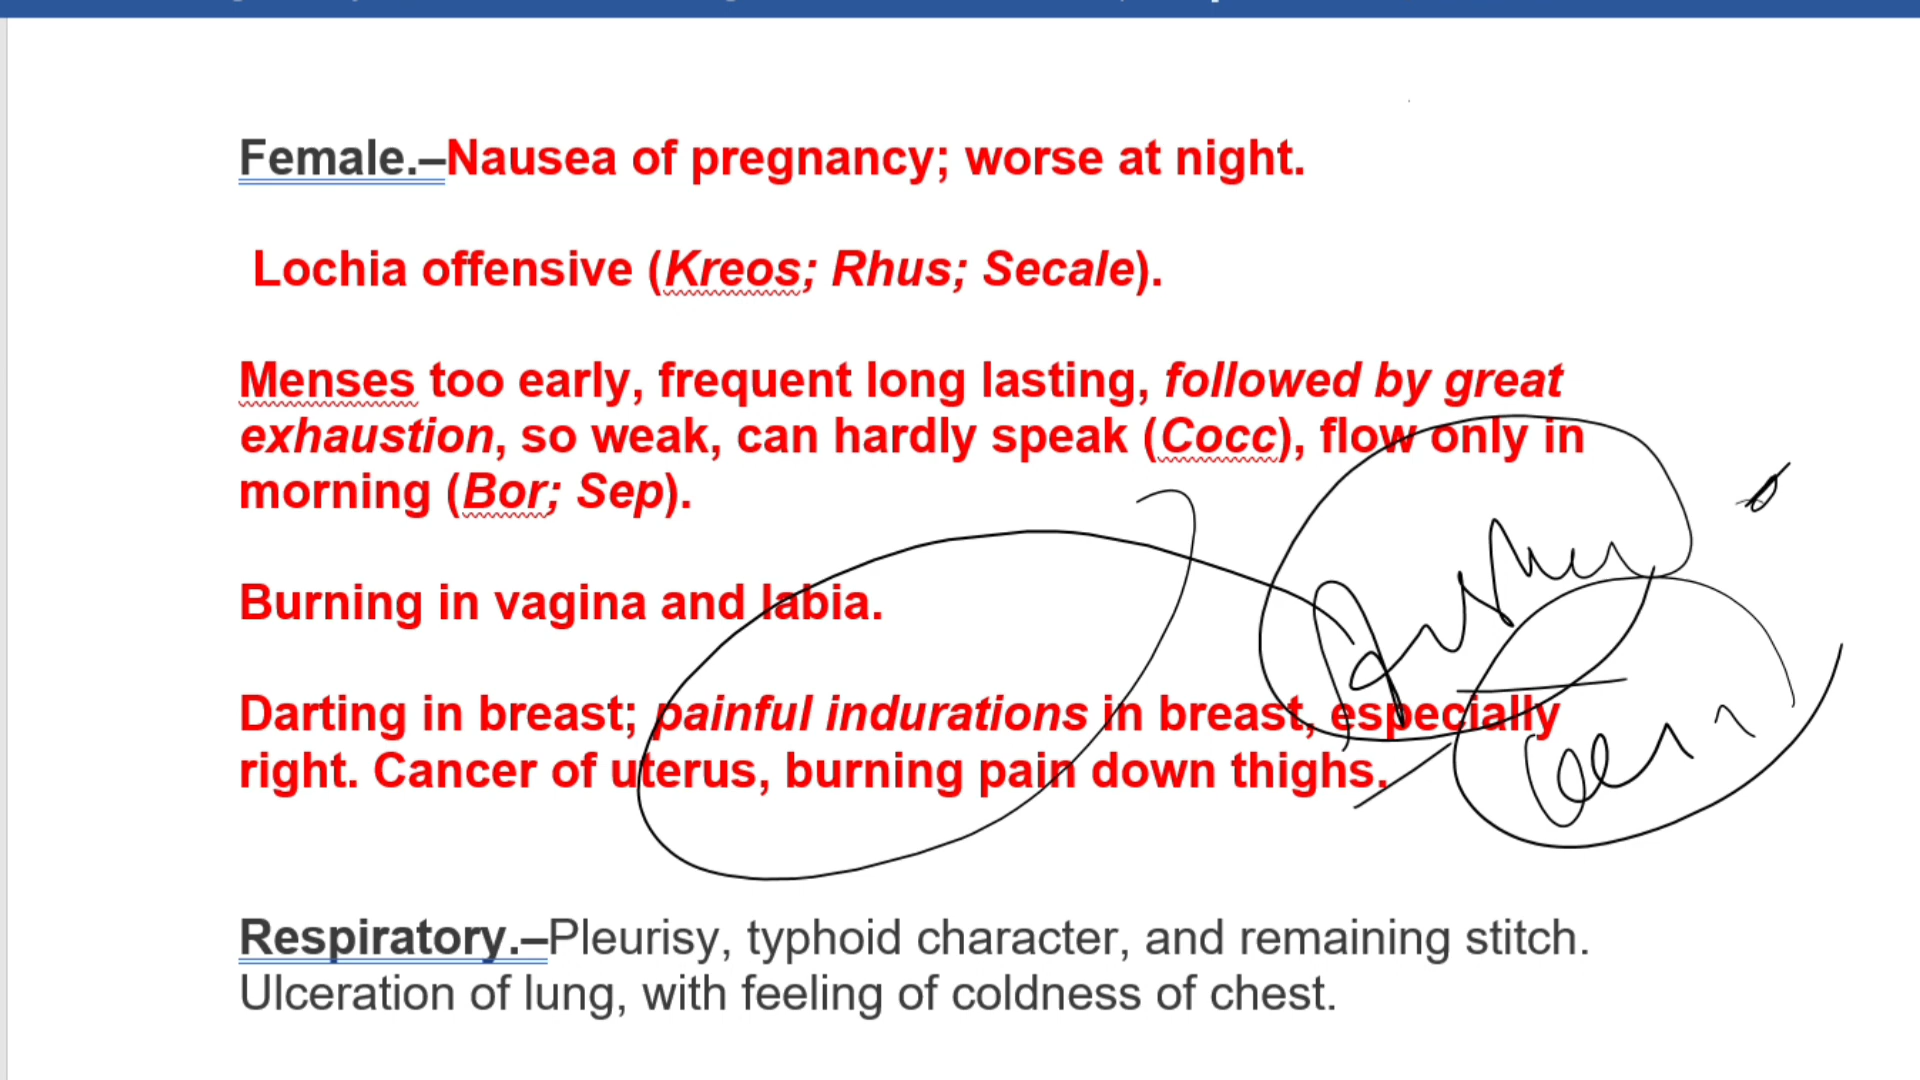 Female.–Nausea of pregnancy; worse at night.
Lochia offensive (Kreos; Rhus; Secale).
Menses too early, frequent long lasting, followed by great
exhaustion, so weak, can hardly speak (Cocc), flow only in
morning (Bor; Sep).
Burning in vagina and labia.
Darting in breast; painful indurations in breast, especially
right. Cancer of uterus, burning pain down thighs.
Respiratory.–Pleurisy, typhoid character, and remaining stitch.
Ulceration of lung, with feeling of coldness of chest.